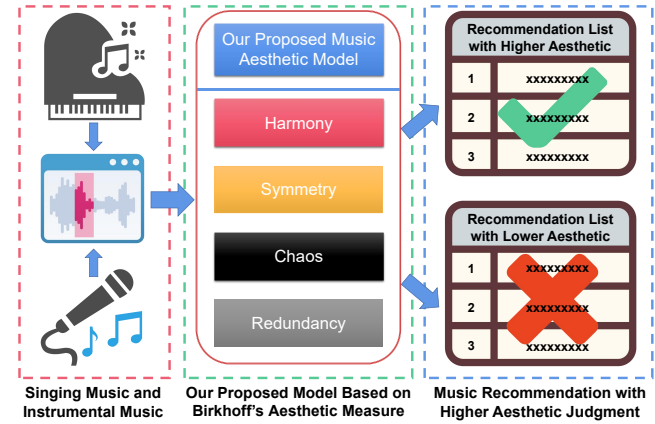 Our Proposed Music
Aesthetic Model
Harmony
Symmetry
Chaos
Redundancy
Recommendation List
with Higher Aesthetic
1 xxxxxxxxx
2 xxxxxxxxx
3 xxxxxxxxx
Recommendation List
with Lower Aesthetic
1 xxxxxxxxx
2 xxxxxxxxx
3 xxxxxxxxx
Singing Music and
Instrumental Music
Our Proposed Model Based on
Birkhoff's Aesthetic Measure
Music Recommendation with
Higher Aesthetic Judgment